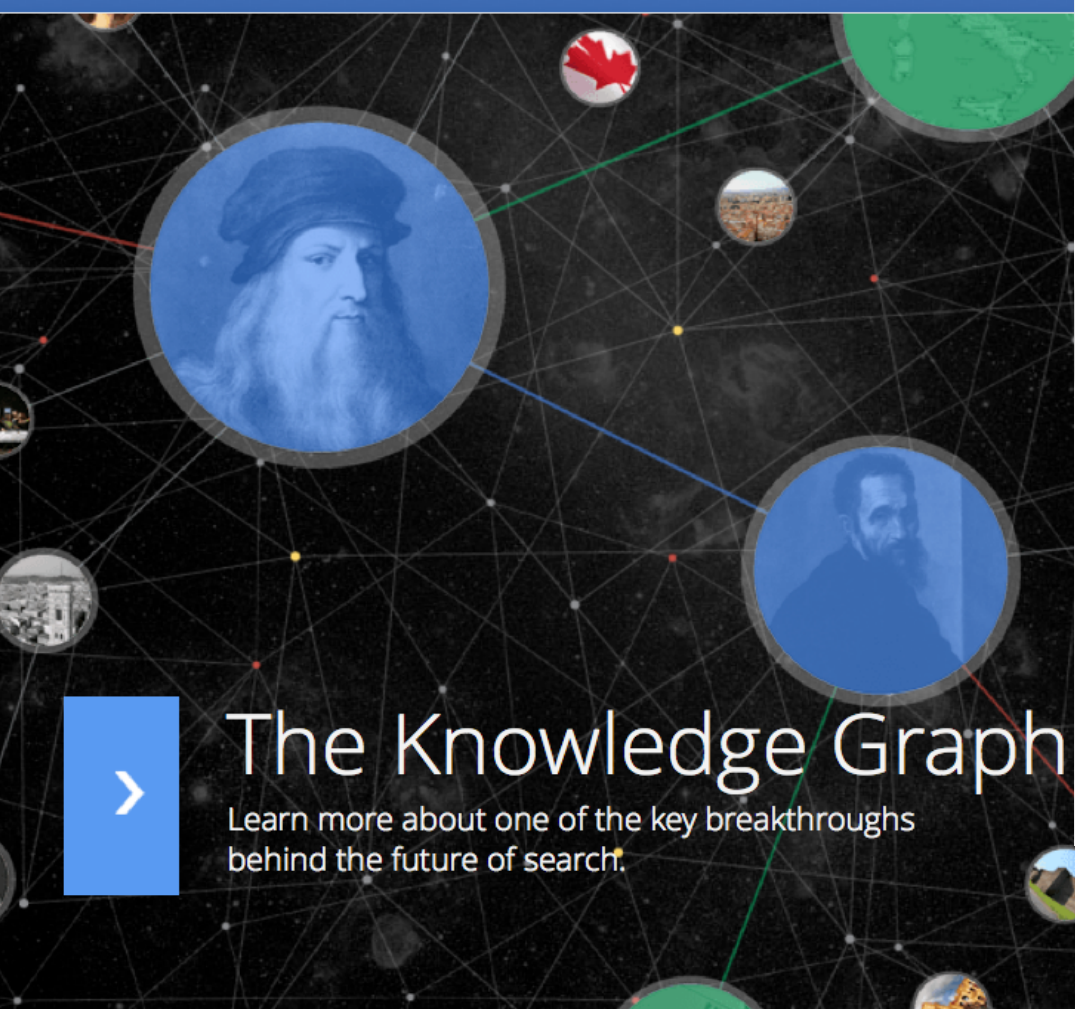 The Knowledge Graph
Learn more about one of the key breakthroughs
behind the future of search.